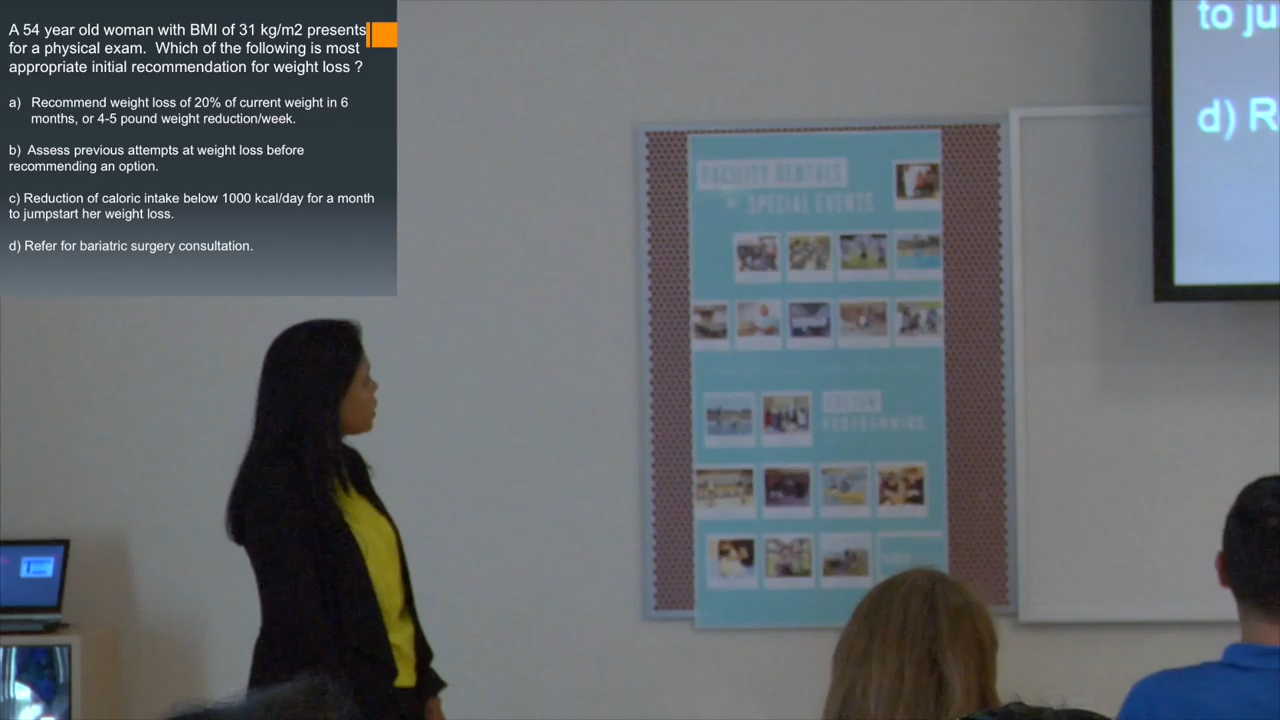 A 54 year old woman with BMI of 31 kg/m2 presents
for a physical exam. Which of the following is most
appropriate initial recommendation for weight loss ?
a) Recommend weight loss of 20% of current weight in 6
months, or 4-5 pound weight reduction/week.
b) Assess previous attempts at weight loss before
recommending an option.
c) Reduction of caloric intake below 1000 kcal/day for a month
to jumpstart her weight loss.
d) Refer for bariatric surgery consultation.
to ju
d) R
FACILITY RENTALS
SPECIAL EVENTS
CUSTOM
PROGRAMMING